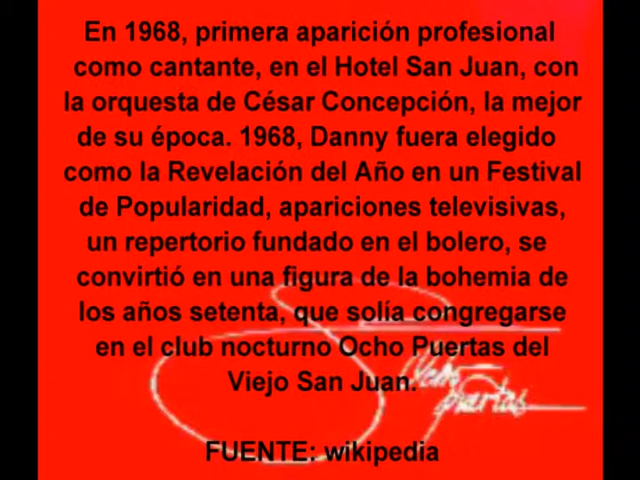 En 1968, primera aparición profesional
como cantante, en el Hotel San Juan, con
la orquesta de César Concepción, la mejor
de su época. 1968, Danny fuera elegido
como la Revelación del Año en un Festival
de Popularidad, apariciones televisivas,
un repertorio fundado en el bolero, se
convirtió en una figura de la bohemia de
los años setenta, que solía congregarse
en el club nocturno Ocho Puertas del
Viejo San Juan.
puertas
FUENTE: wikipedia